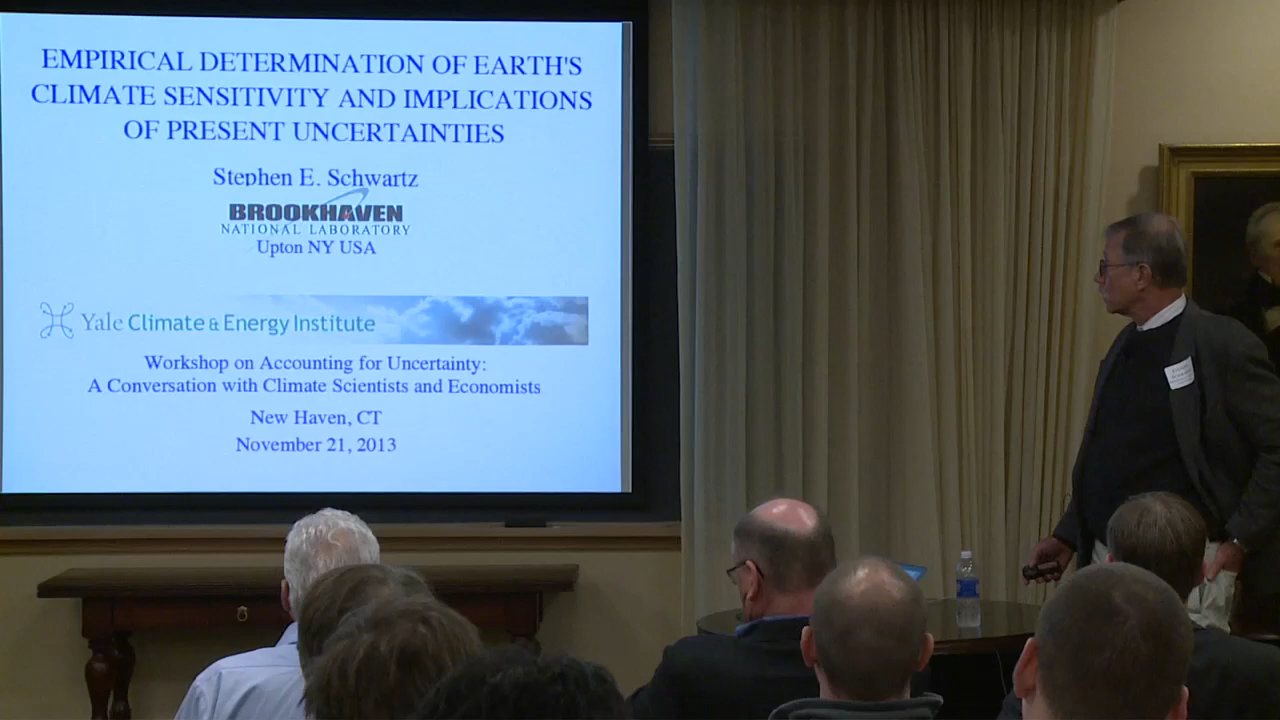 EMPIRICAL DETERMINATION OF EARTH'S
CLIMATE SENSITIVITY AND IMPLICATIONS
OF PRESENT UNCERTAINTIES
Stephen E. Schwartz
BROOKHAVEN
NATIONAL LABORATORY
Upton NY USA
Yale Climate & Energy Institute
Workshop on Accounting for Uncertainty:
A Conversation with Climate Scientists and Economists
New Haven, CT
November 21, 2013